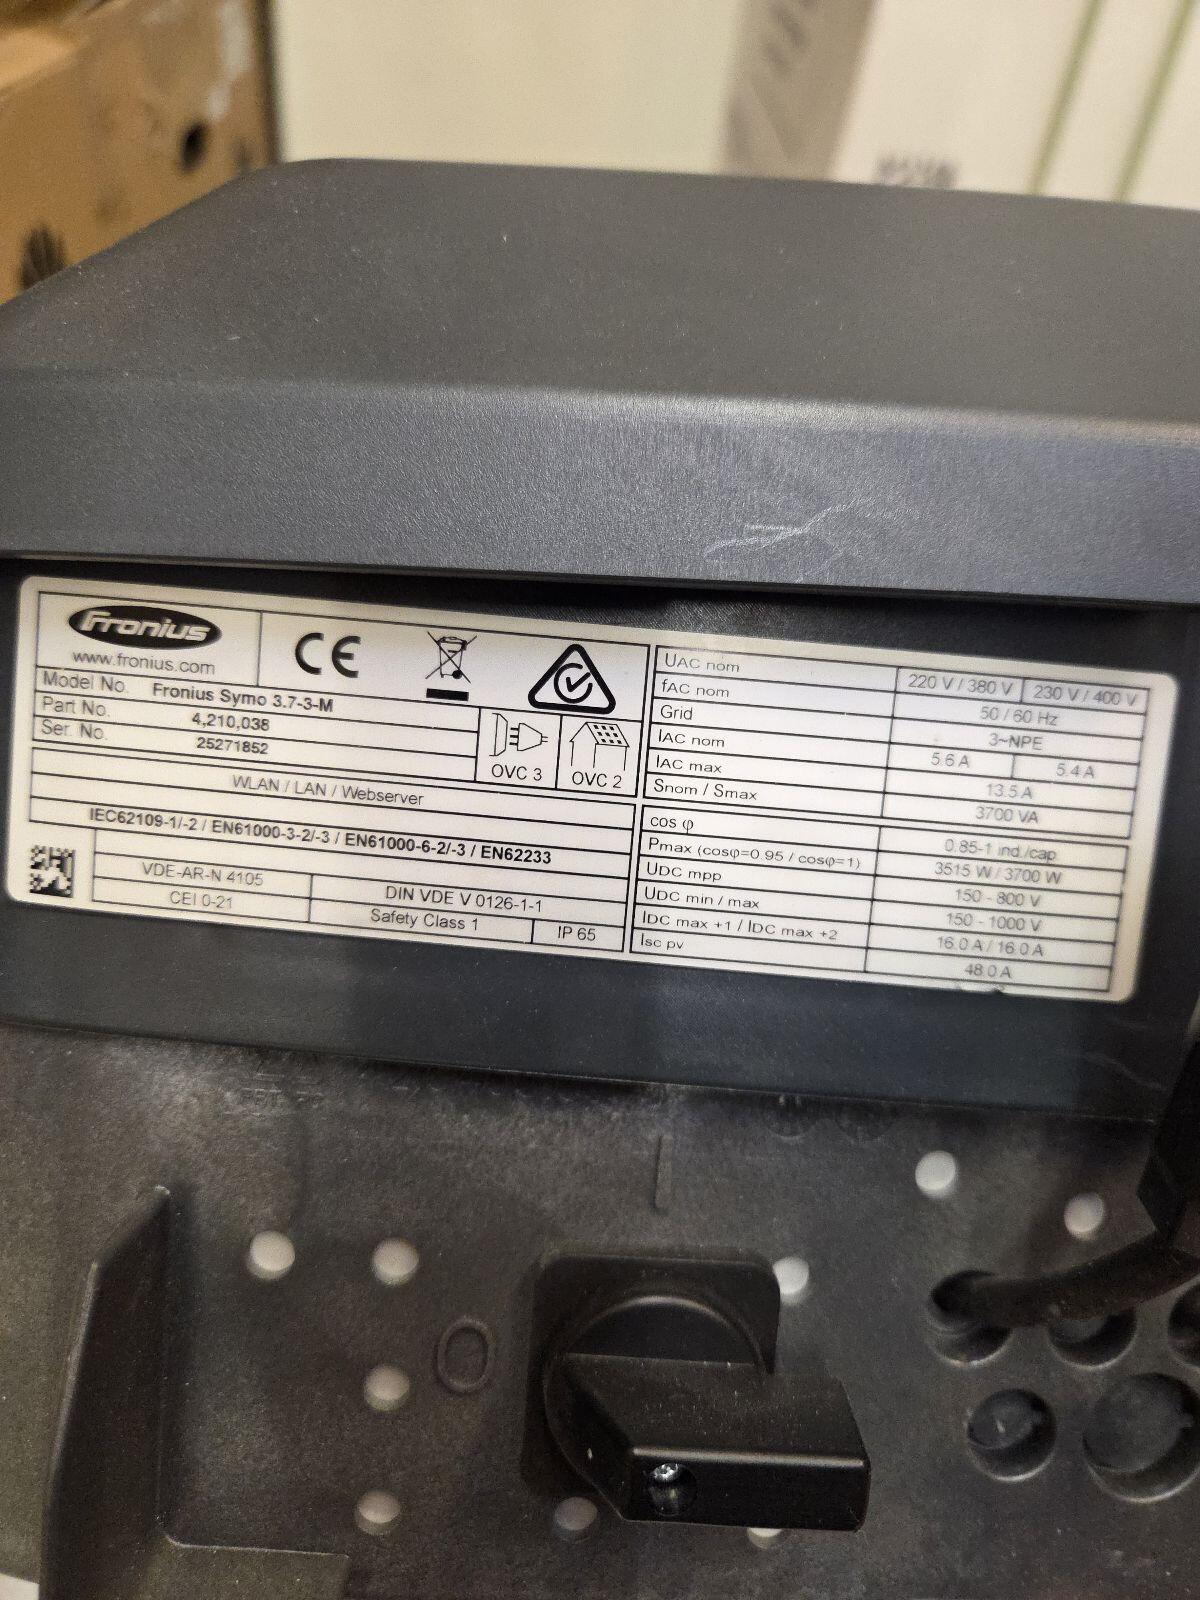 Fronius
www.fronius.com
CE
Model No. Fronius Symo 3.7-3-M
Part No. 4,210,038
Ser. No. 25271852
OVC 3
OVC 2
WLAN / LAN / Webserver
IEC62109-1/-2 / EN61000-3-2/-3 / EN61000-6-2/-3 / EN62233
VDE-AR-N 4105
DIN VDE V 0126-1-1
CEI 0-21
Safety Class 1
IP 65
UAC nom 220 V / 380 V 230 V / 400 V
fAC nom 50 / 60 Hz
Grid 3~NPE
IAC nom 5.6 A 5.4 A
IAC max 13.5 A
Snom / Smax 3700 VA
cos φ 0.85-1 ind./cap.
Pmax (cosφ=0.95 / cosφ=1) 3515 W / 3700 W
UDC mpp 150 - 800 V
UDC min / max 150 - 1000 V
IDC max +1 / IDC max +2 16.0 A / 16.0 A
Isc pv 48.0 A